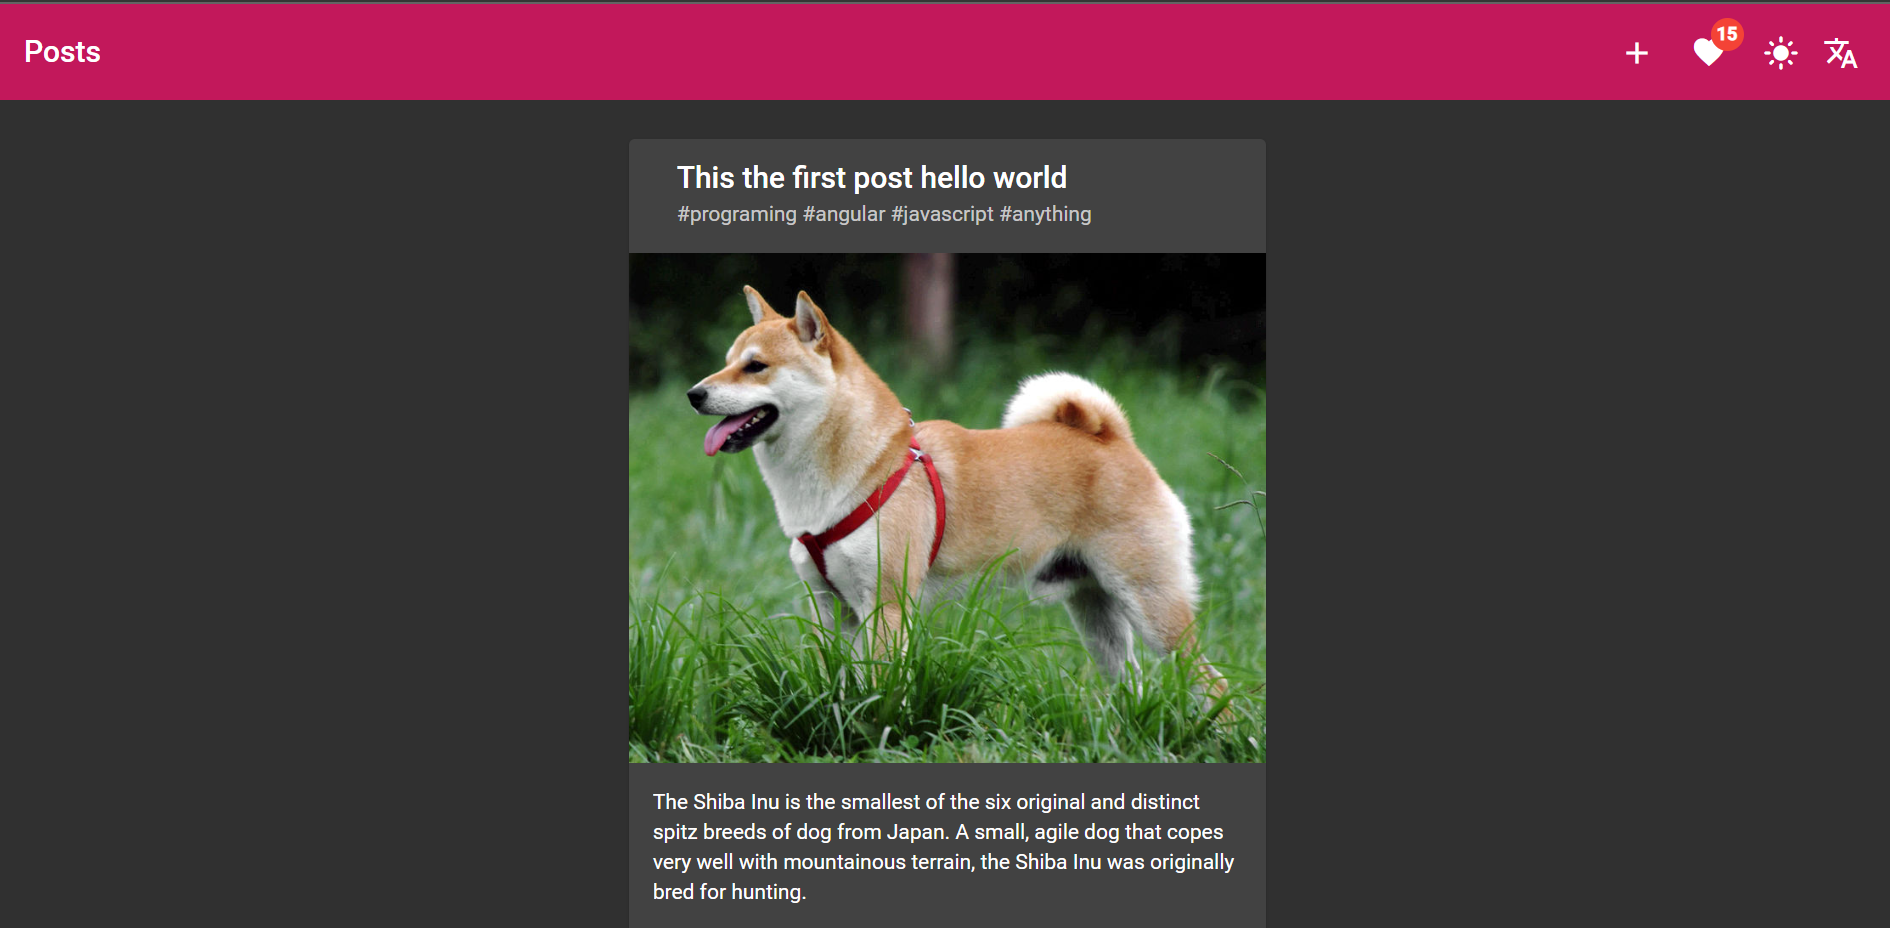 Posts
15
This the first post hello world
#programing #angular #javascript #anything
The Shiba Inu is the smallest of the six original and distinct
spitz breeds of dog from Japan. A small, agile dog that copes
very well with mountainous terrain, the Shiba Inu was originally
bred for hunting.